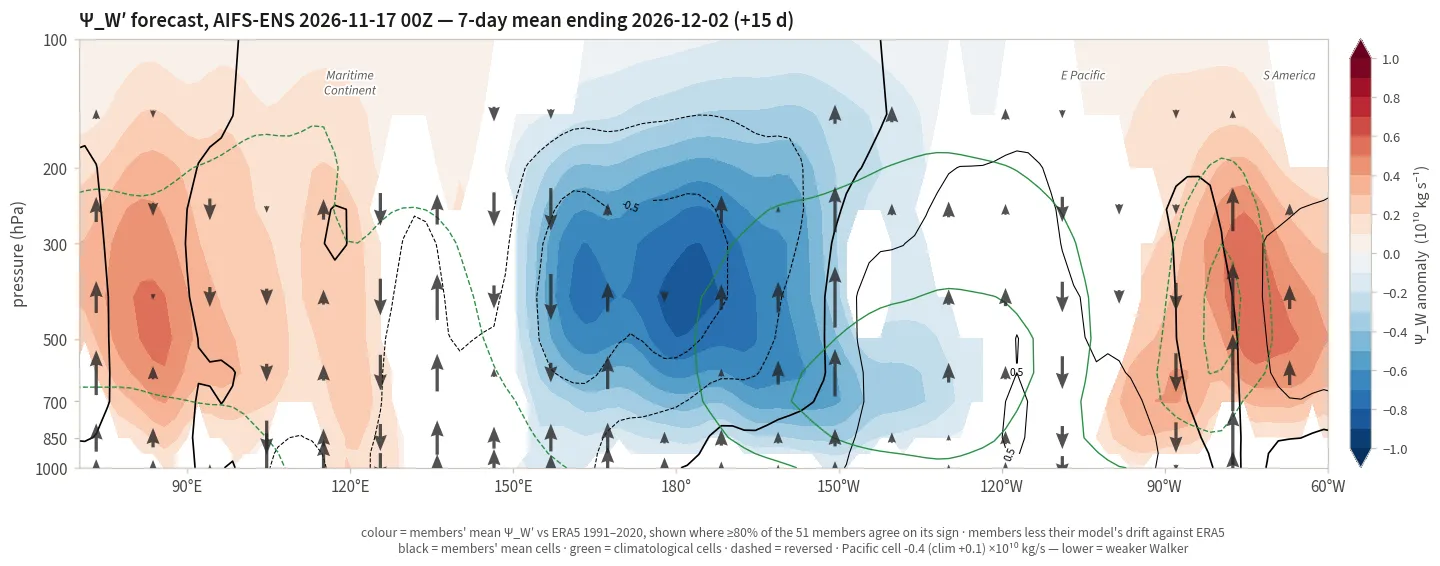 Ψ_W′ forecast, AIFS-ENS 2026-11-17 00Z — 7-day mean ending 2026-12-02 (+15 d)
100
200
300
400
500
700
850
1000
pressure (hPa)
Maritime
Continent
E Pacific
S America
-0.5
0.5
0.5
90°E
120°E
150°E
180°
150°W
120°W
90°W
60°W
1.0
0.8
0.6
0.4
0.2
0.0
−0.2
−0.4
−0.6
−0.8
−1.0
Ψ_W anomaly (10¹⁰ kg s⁻¹)
colour = members' mean Ψ_W′ vs ERA5 1991–2020, shown where ≥80% of the 51 members agree on its sign · members less their model's drift against ERA5
black = members' mean cells · green = climatological cells · dashed = reversed · Pacific cell -0.4 (clim +0.1) ×10¹⁰ kg/s — lower = weaker Walker